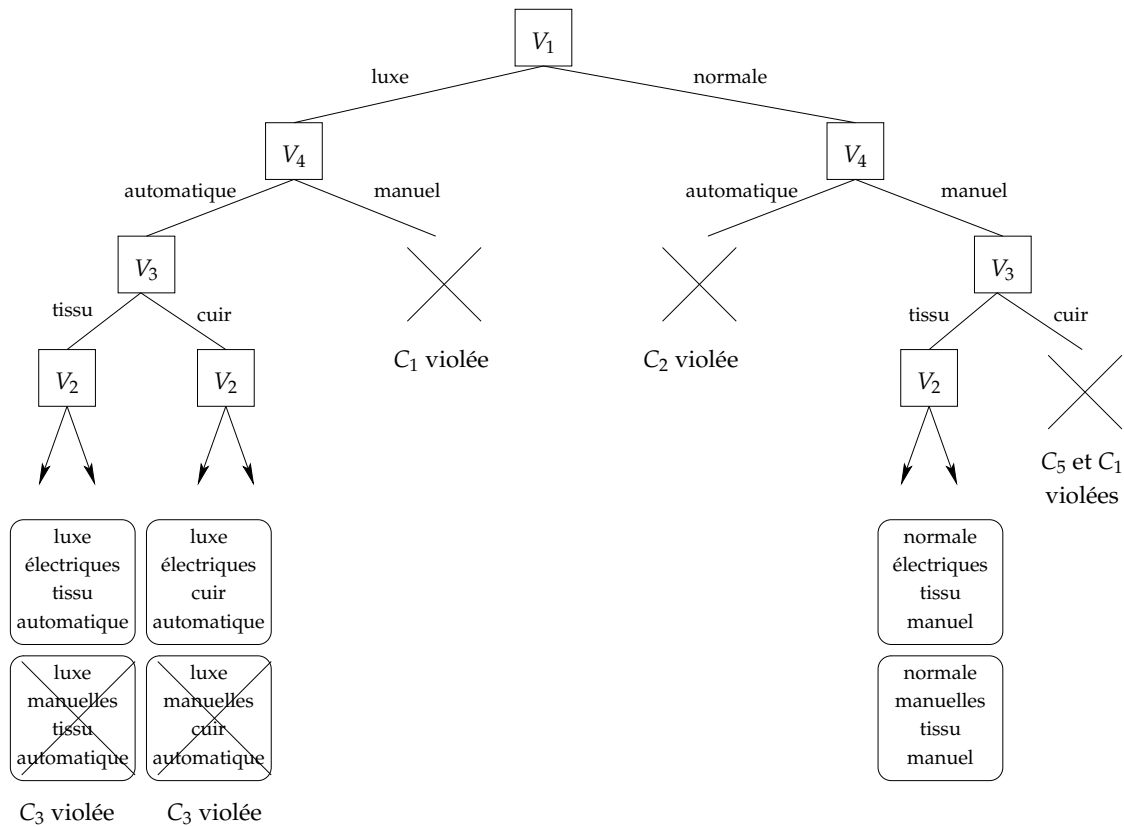 V₁
luxe
normale
V₄
V₄
automatique
manuel
automatique
manuel
V₃
V₃
tissu
cuir
tissu
cuir
C₁ violée
C₂ violée
V₂
V₂
V₂
C₅ et C₁
violées
luxe
électriques
tissu
automatique
luxe
électriques
cuir
automatique
normale
électriques
tissu
manuel
luxe
manuelles
tissu
automatique
luxe
manuelles
cuir
automatique
normale
manuelles
tissu
manuel
C₃ violée
C₃ violée